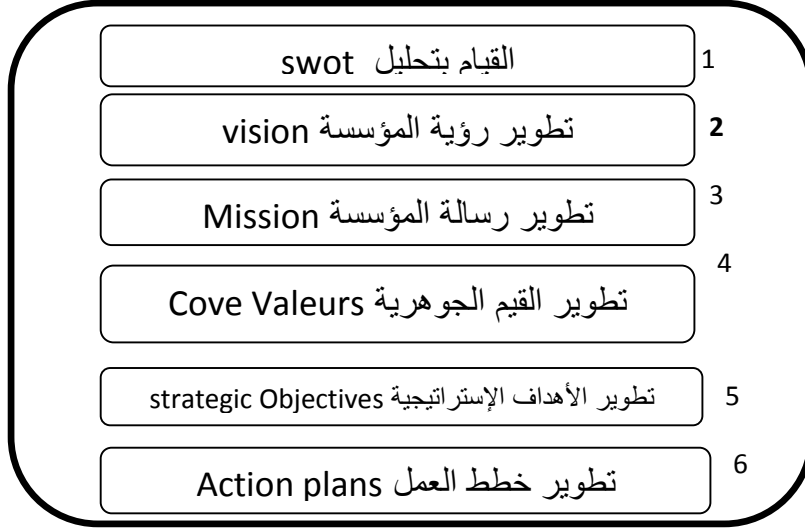 القيام بتحليل swot 1
تطوير رؤية المؤسسة vision 2
تطوير رسالة المؤسسة Mission 3
تطوير القيم الجوهرية Cove Valeurs 4
تطوير الأهداف الإستراتيجية strategic Objectives 5
تطوير خطط العمل Action plans 6